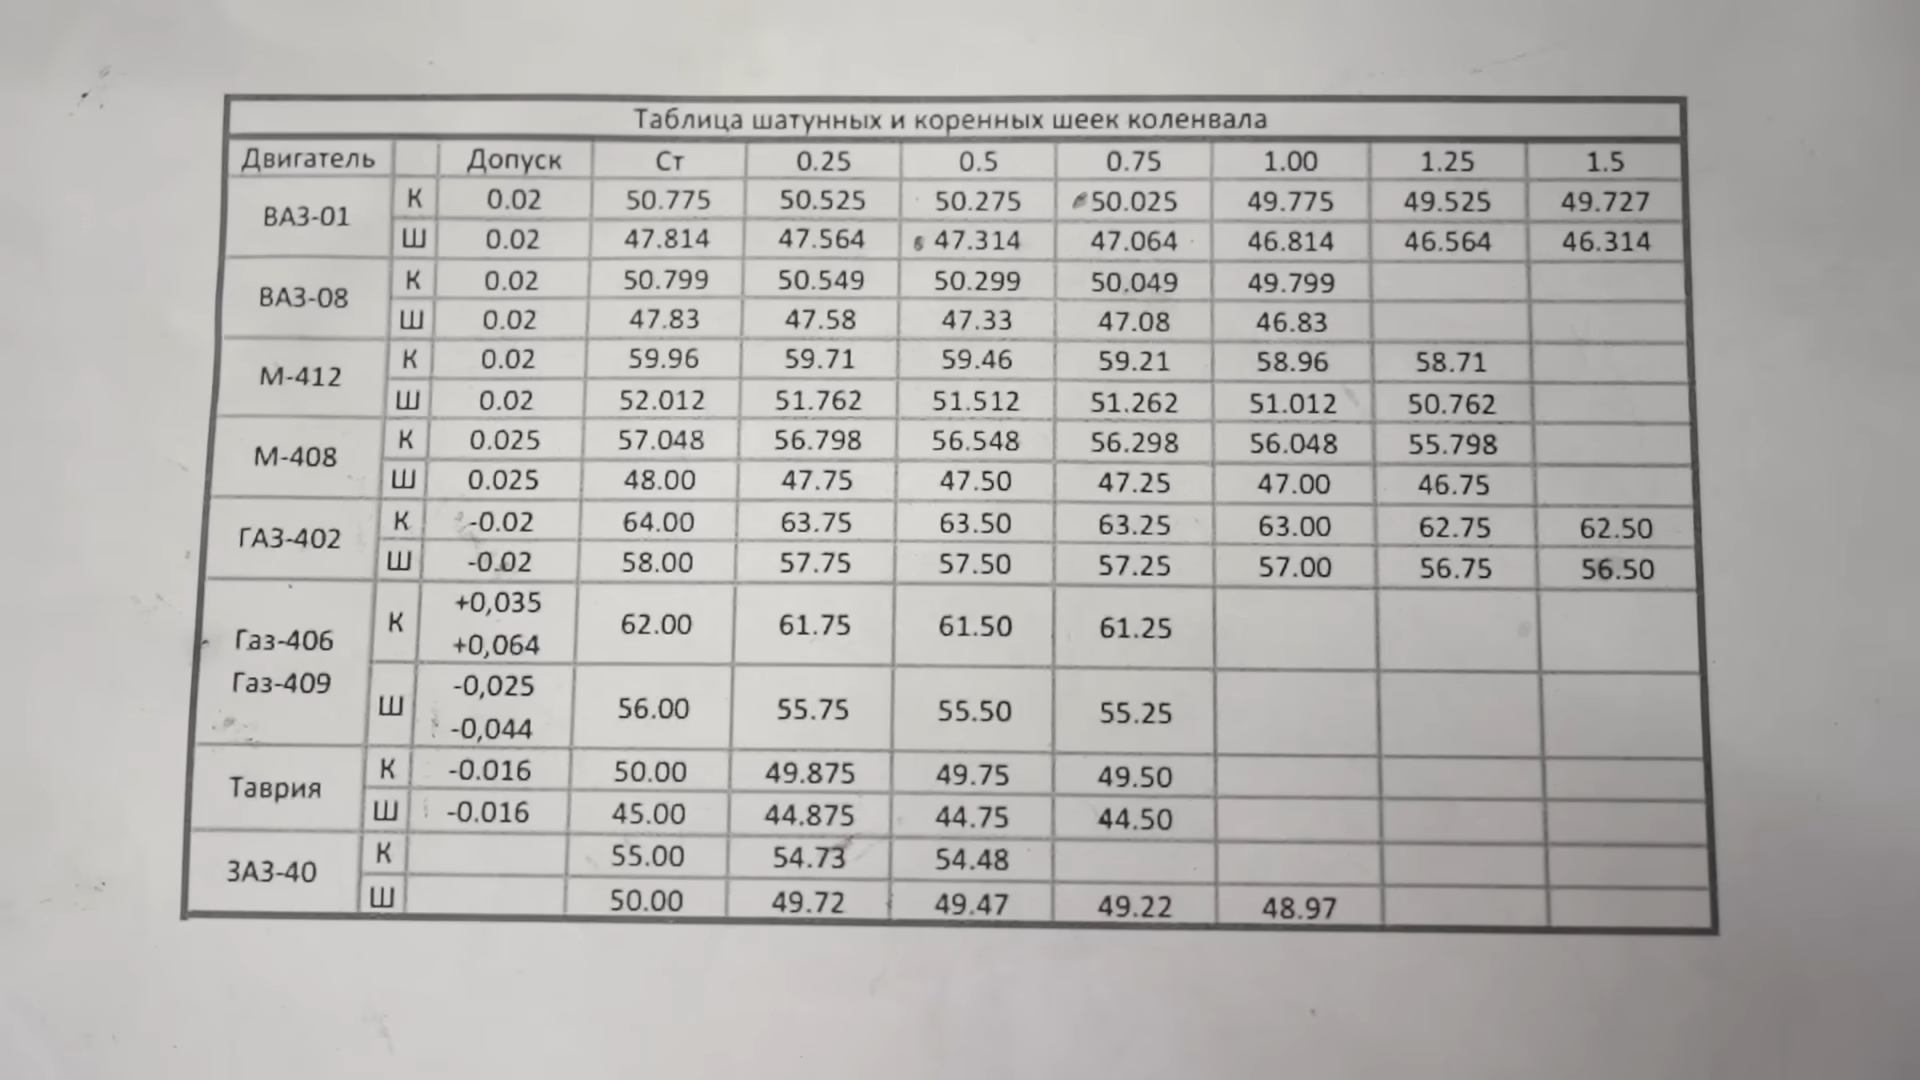 Таблица шатунных и коренных шеек коленвала
Двигатель Допуск Ст 0.25 0.5 0.75 1.00 1.25 1.5
ВАЗ-01 К 0.02 50.775 50.525 50.275 50.025 49.775 49.525 49.727
Ш 0.02 47.814 47.564 47.314 47.064 46.814 46.564 46.314
ВАЗ-08 К 0.02 50.799 50.549 50.299 50.049 49.799
Ш 0.02 47.83 47.58 47.33 47.08 46.83
М-412 К 0.02 59.96 59.71 59.46 59.21 58.96 58.71
Ш 0.02 52.012 51.762 51.512 51.262 51.012 50.762
М-408 К 0.025 57.048 56.798 56.548 56.298 56.048 55.798
Ш 0.025 48.00 47.75 47.50 47.25 47.00 46.75
ГАЗ-402 К -0.02 64.00 63.75 63.50 63.25 63.00 62.75 62.50
Ш -0.02 58.00 57.75 57.50 57.25 57.00 56.75 56.50
Газ-406
Газ-409
К +0,035
+0,064
62.00 61.75 61.50 61.25
Ш -0,025
-0,044
56.00 55.75 55.50 55.25
Таврия К -0.016 50.00 49.875 49.75 49.50
Ш -0.016 45.00 44.875 44.75 44.50
ЗАЗ-40 К 55.00 54.73 54.48
Ш 50.00 49.72 49.47 49.22 48.97